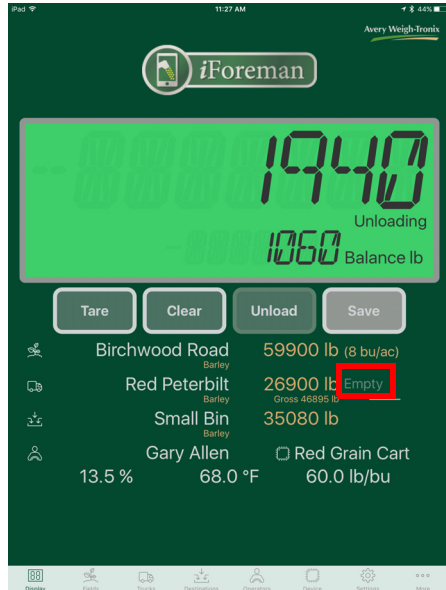 iPad 11:27 AM 44%
Avery Weigh-Tronix
iForeman
1940
Unloading
1060 Balance lb
Tare Clear Unload Save
Birchwood Road 59900 lb (8 bu/ac)
Barley
Red Peterbilt 26900 lb Empty
Barley Gross 46895 lb
Small Bin 35080 lb
Barley
Gary Allen Red Grain Cart
13.5 % 68.0 °F 60.0 lb/bu
Display Fields Trucks Destinations Operators Device Settings More